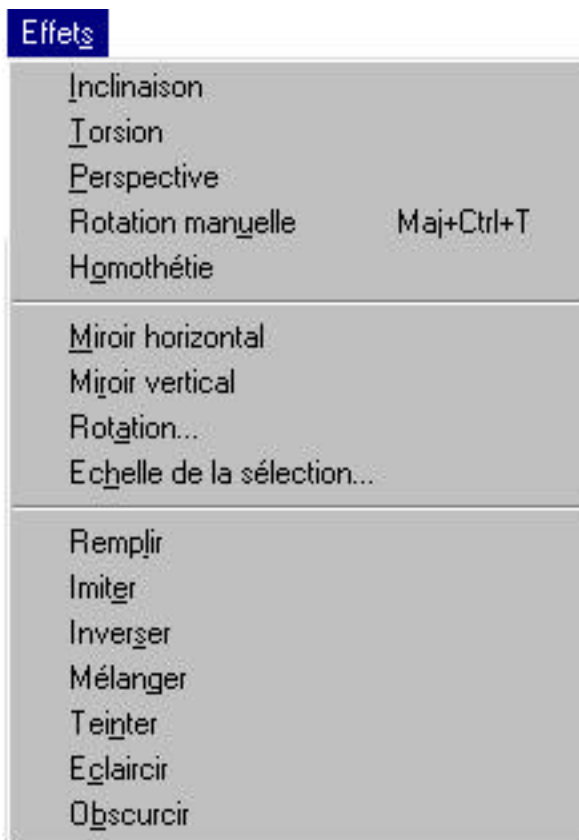 Effets
Inclinaison
Torsion
Perspective
Rotation manuelle Maj+Ctrl+T
Homothétie
Miroir horizontal
Miroir vertical
Rotation...
Echelle de la sélection...
Remplir
Imiter
Inverser
Mélanger
Teinter
Eclaircir
Obscurcir